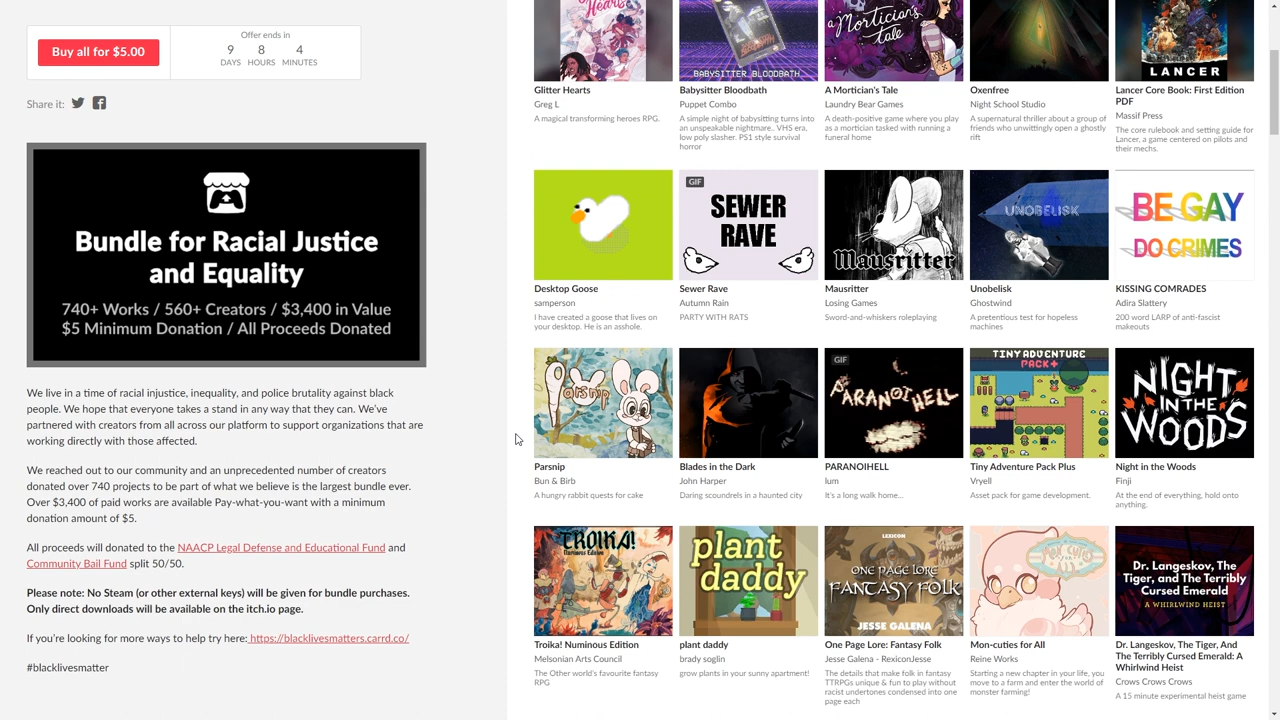 Buy all for $5.00
Offer ends in
9 8 4
DAYS HOURS MINUTES
Share it:
Bundle for Racial Justice
and Equality
740+ Works / 560+ Creators / $3,400 in Value
$5 Minimum Donation / All Proceeds Donated
We live in a time of racial injustice, inequality, and police brutality against black
people. We hope that everyone takes a stand in any way that they can. We've
partnered with creators from all across our platform to support organizations that are
working directly with those affected.
We reached out to our community and an unprecedented number of creators
donated over 740 projects to be part of what we believe is the largest bundle ever.
Over $3,400 of paid works are available Pay-what-you-want with a minimum
donation amount of $5.
All proceeds will donated to the NAACP Legal Defense and Educational Fund and
Community Bail Fund split 50/50.
Please note: No Steam (or other external keys) will be given for bundle purchases.
Only direct downloads will be available on the itch.io page.
If you're looking for more ways to help try here: https://blacklivesmatters.carrd.co/
#blacklivesmatter
Hearts
Glitter Hearts
Greg L
A magical transforming heroes RPG.
BABYSITTER BLOODBATH
Babysitter Bloodbath
Puppet Combo
A simple night of babysitting turns into
an unspeakable nightmare.. VHS era,
low poly slasher. PS1 style survival
horror
a Mortician's
tale
A Mortician's Tale
Laundry Bear Games
A death-positive game where you play
as a mortician tasked with running a
funeral home
Oxenfree
Night School Studio
A supernatural thriller about a group of
friends who unwittingly open a ghostly
rift
LANCER
Lancer Core Book: First Edition
PDF
Massif Press
The core rulebook and setting guide for
Lancer, a game centered on pilots and
their mechs.
Desktop Goose
samperson
I have created a goose that lives on
your desktop. He is an asshole.
GIF
SEWER
RAVE
Sewer Rave
Autumn Rain
PARTY WITH RATS
Mausritter
Mausritter
Losing Games
Sword-and-whiskers roleplaying
UNOBELISK
Unobelisk
Ghostwind
A pretentious test for hopeless
machines
BE GAY
DO CRIMES
KISSING COMRADES
Adira Slattery
200 word LARP of anti-fascist
makeouts
Parsnip
Parsnip
Bun & Birb
A hungry rabbit quests for cake
Blades in the Dark
John Harper
Daring scoundrels in a haunted city
GIF
PARANOIHELL
PARANOIHELL
lum
It's a long walk home...
TINY ADVENTURE
PACK+
Tiny Adventure Pack Plus
Vryell
Asset pack for game development.
NIGHT
IN THE
WOODS
Night in the Woods
Finji
At the end of everything, hold onto
anything.
TROIKA!
Numinous Edition
Troika! Numinous Edition
Melsonian Arts Council
The Other world's favourite fantasy
RPG
plant
daddy
plant daddy
brady soglin
grow plants in your sunny apartment!
LEXICON
ONE PAGE LORE:
FANTASY FOLK
JESSE GALENA
One Page Lore: Fantasy Folk
Jesse Galena - RexiconJesse
The details that make folk in fantasy
TTRPGs unique & fun to play without
racist undertones condensed into one
page each
MON-CUTIES
FOR ALL
Mon-cuties for All
Reine Works
Starting a new chapter in your life, you
move to a farm and enter the world of
monster farming!
Dr. Langeskov, The
Tiger, and The Terribly
Cursed Emerald:
A WHIRLWIND HEIST
Dr. Langeskov, The Tiger, And
The Terribly Cursed Emerald: A
Whirlwind Heist
Crows Crows Crows
A 15 minute experimental heist game